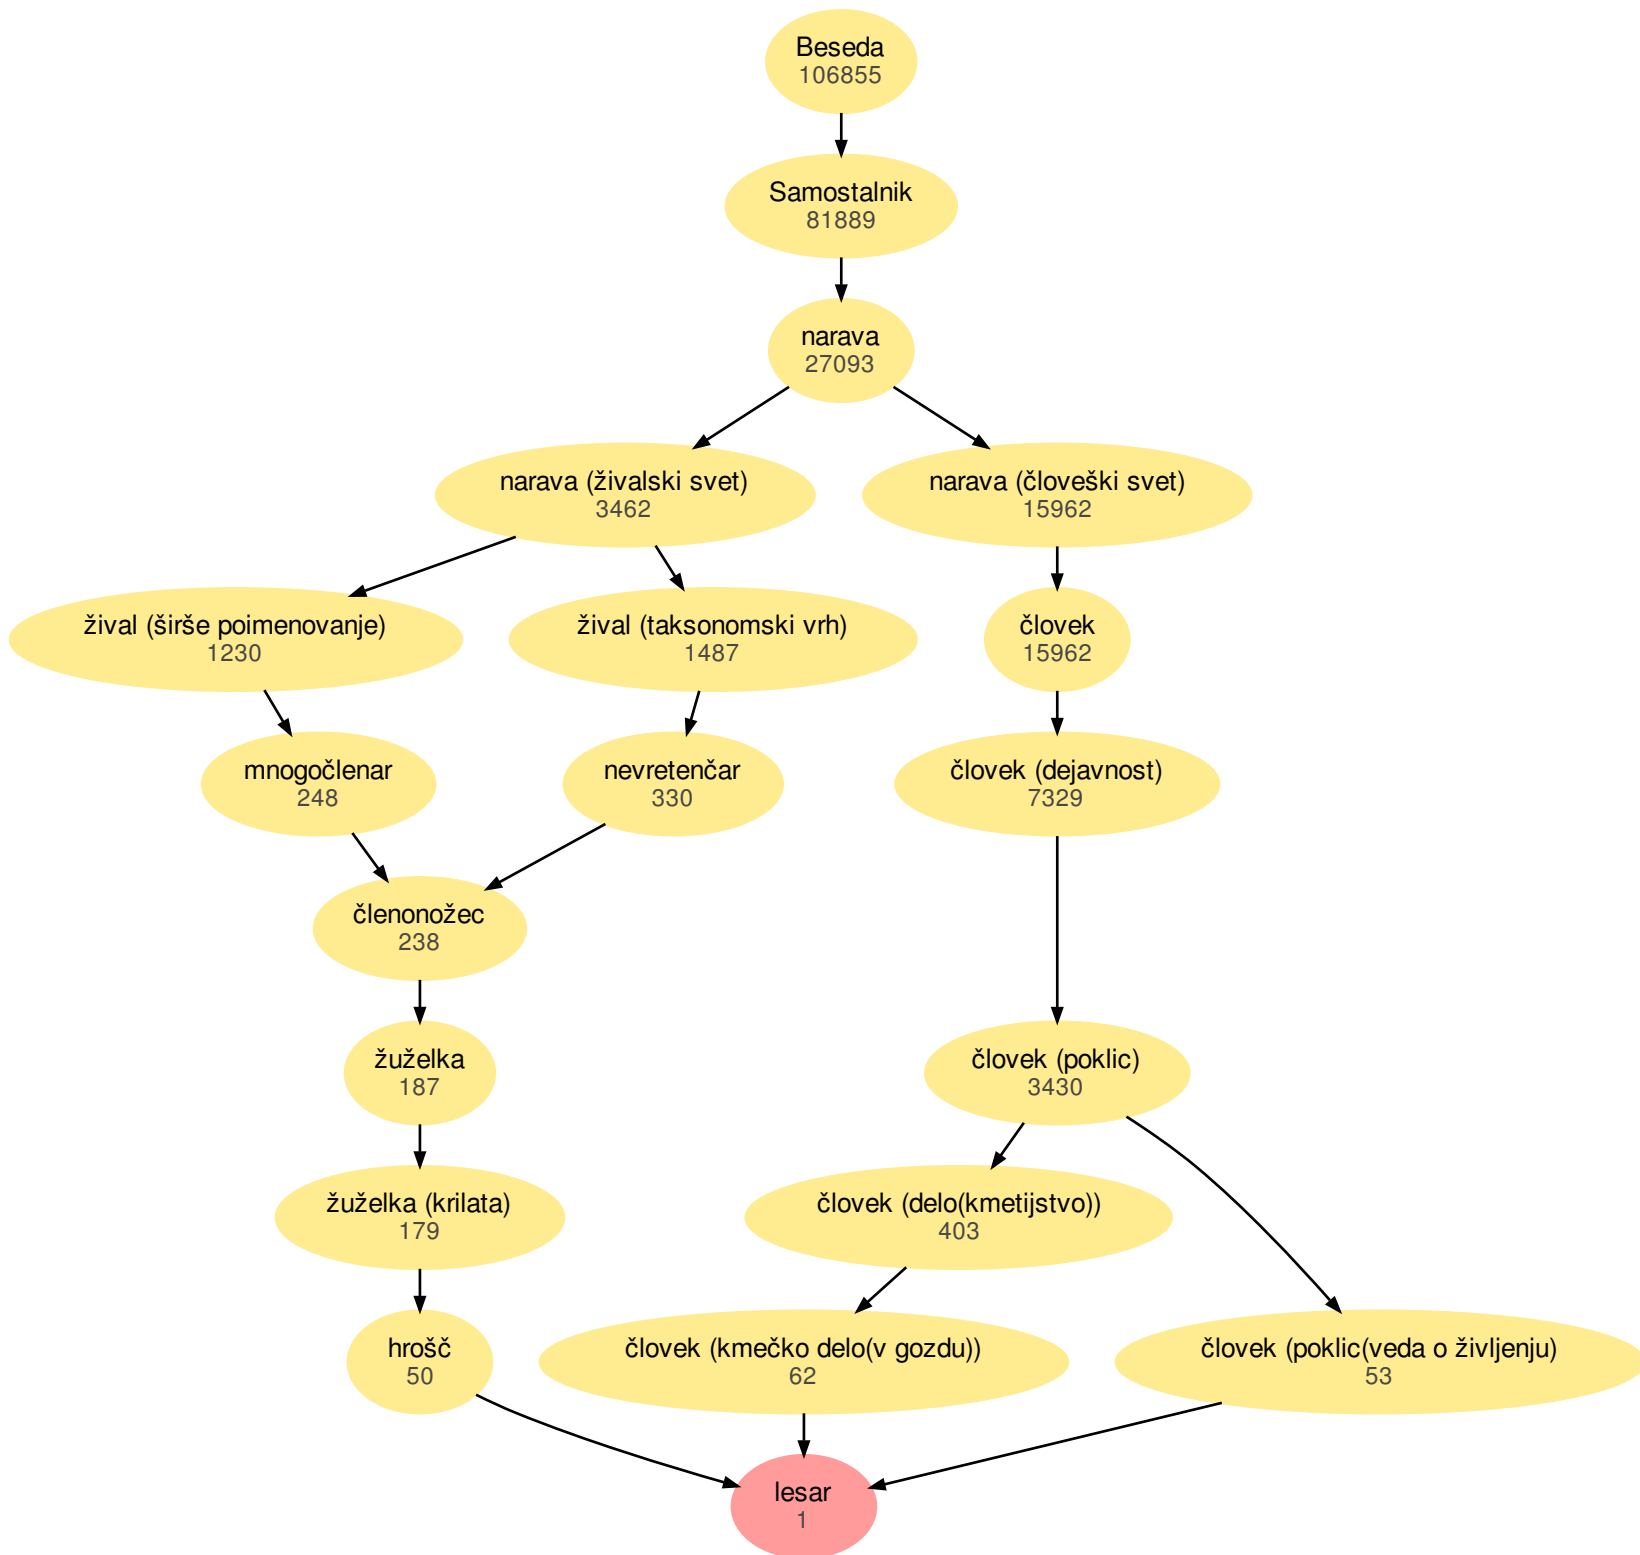 Beseda
106855
Samostalnik
81889
narava
27093
narava (živalski svet)
3462
narava (človeški svet)
15962
žival (širše poimenovanje)
1230
žival (taksonomski vrh)
1487
človek
15962
mnogočlenar
248
nevretenčar
330
človek (dejavnost)
7329
členonožec
238
žuželka
187
človek (poklic)
3430
žuželka (krilata)
179
človek (delo(kmetijstvo))
403
hrošč
50
človek (kmečko delo(v gozdu))
62
človek (poklic(veda o življenju)
53
lesar
1